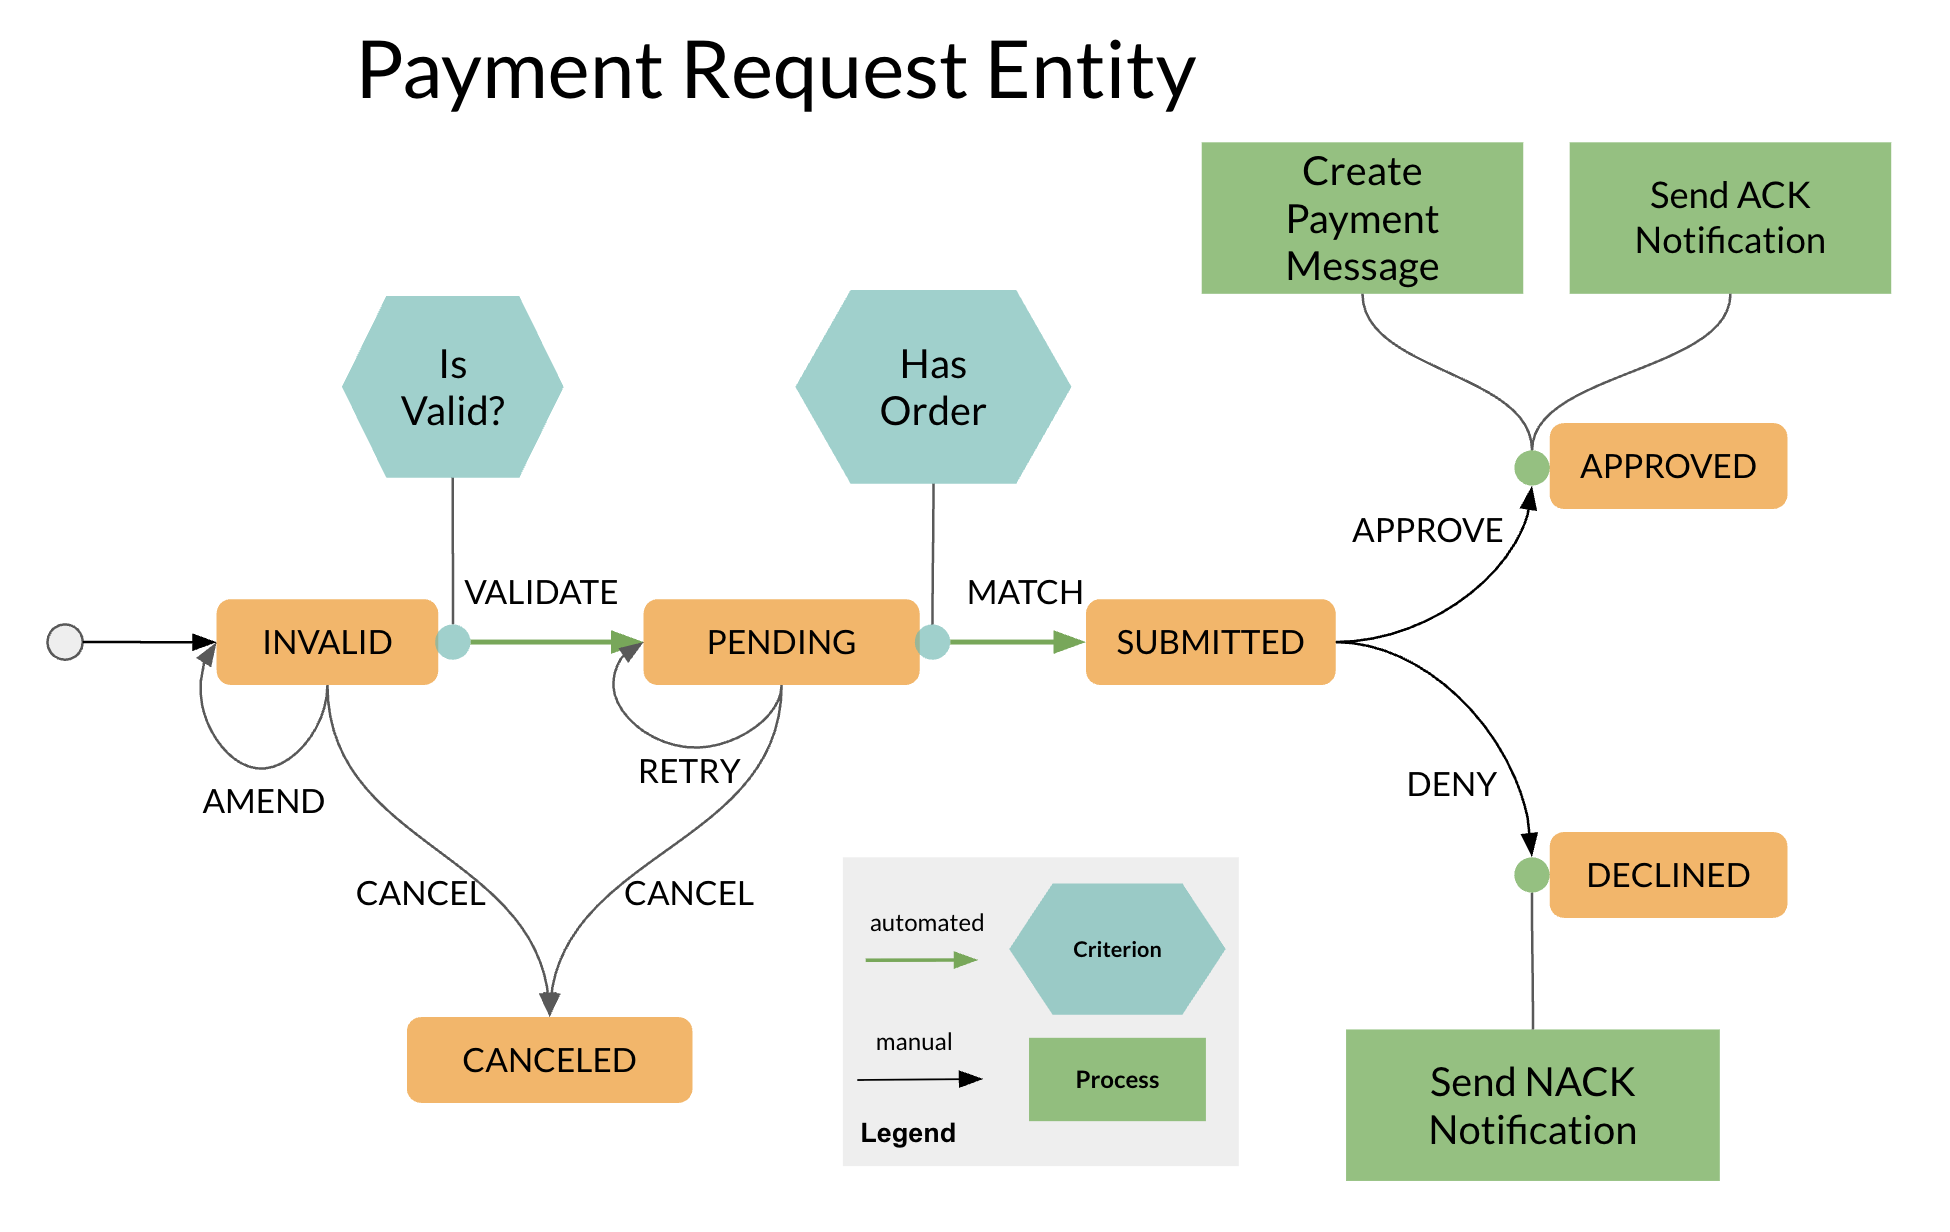 Payment Request Entity
Create
Payment
Message
Send ACK
Notification
Is
Valid?
Has
Order
APPROVED
APPROVE
VALIDATE
MATCH
INVALID
PENDING
SUBMITTED
RETRY
AMEND
DENY
CANCEL
CANCEL
DECLINED
CANCELED
automated
Criterion
manual
Process
Legend
Send NACK
Notification